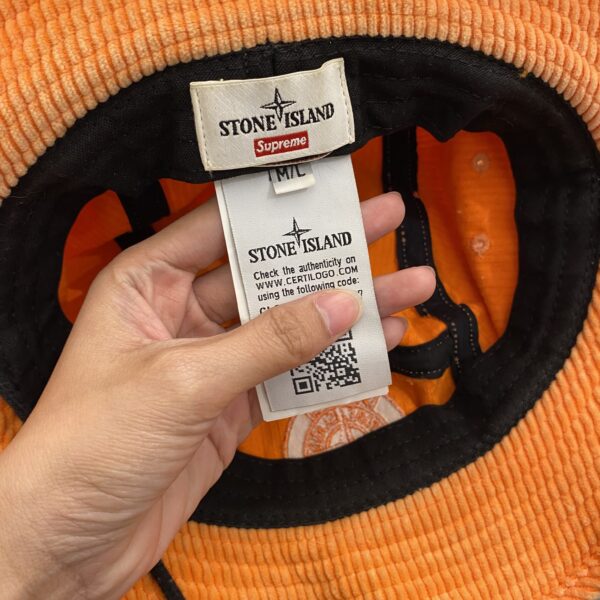 STONE ISLAND
Supreme
M/L
STONE ISLAND
Check the authenticity on
WWW.CERTILOGO.COM
using the following code: